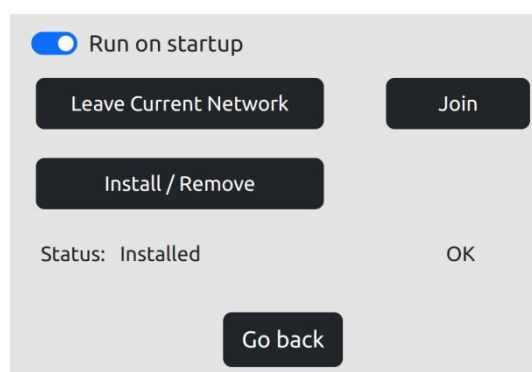 Run on startup
Leave Current Network Join
Install / Remove
Status: Installed OK
Go back